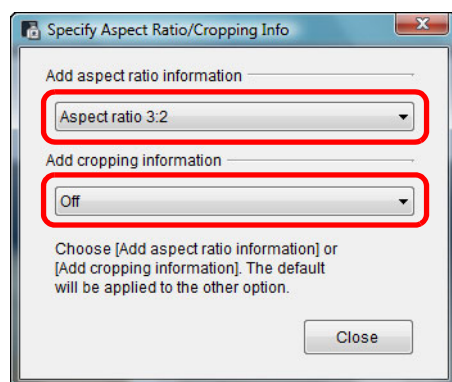 Specify Aspect Ratio/Cropping Info
Add aspect ratio information
Aspect ratio 3:2
Add cropping information
Off
Choose [Add aspect ratio information] or
[Add cropping information]. The default
will be applied to the other option.
Close